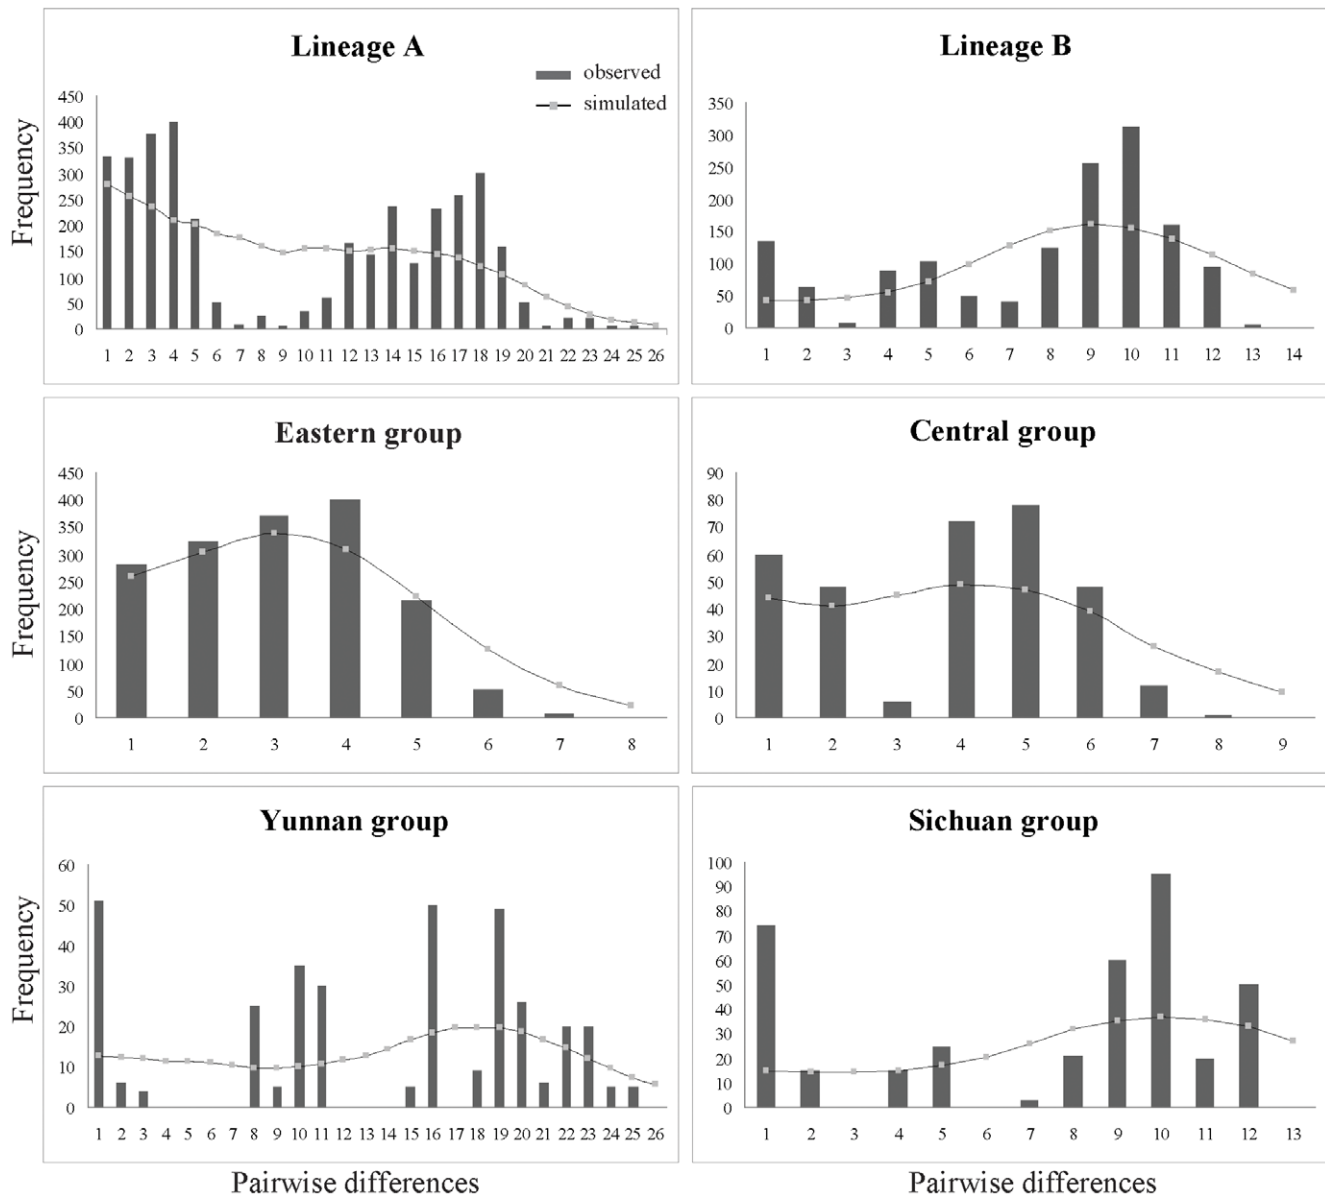 Lineage A
observed
simulated
Frequency
450
400
350
300
250
200
150
100
50
0
1 2 3 4 5 6 7 8 9 10 11 12 13 14 15 16 17 18 19 20 21 22 23 24 25 26
Lineage B
350
300
250
200
150
100
50
0
1 2 3 4 5 6 7 8 9 10 11 12 13 14
Eastern group
Frequency
450
400
350
300
250
200
150
100
50
0
1 2 3 4 5 6 7 8
Central group
90
80
70
60
50
40
30
20
10
0
1 2 3 4 5 6 7 8 9
Yunnan group
Frequency
60
50
40
30
20
10
0
1 2 3 4 5 6 7 8 9 10 11 12 13 14 15 16 17 18 19 20 21 22 23 24 25 26
Pairwise differences
Sichuan group
100
90
80
70
60
50
40
30
20
10
0
1 2 3 4 5 6 7 8 9 10 11 12 13
Pairwise differences